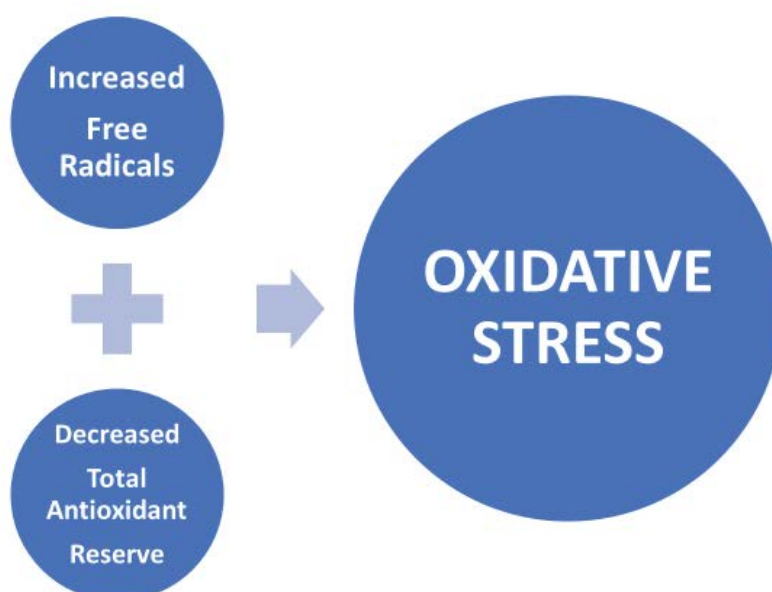 Increased
Free
Radicals
Decreased
Total
Antioxidant
Reserve
OXIDATIVE
STRESS